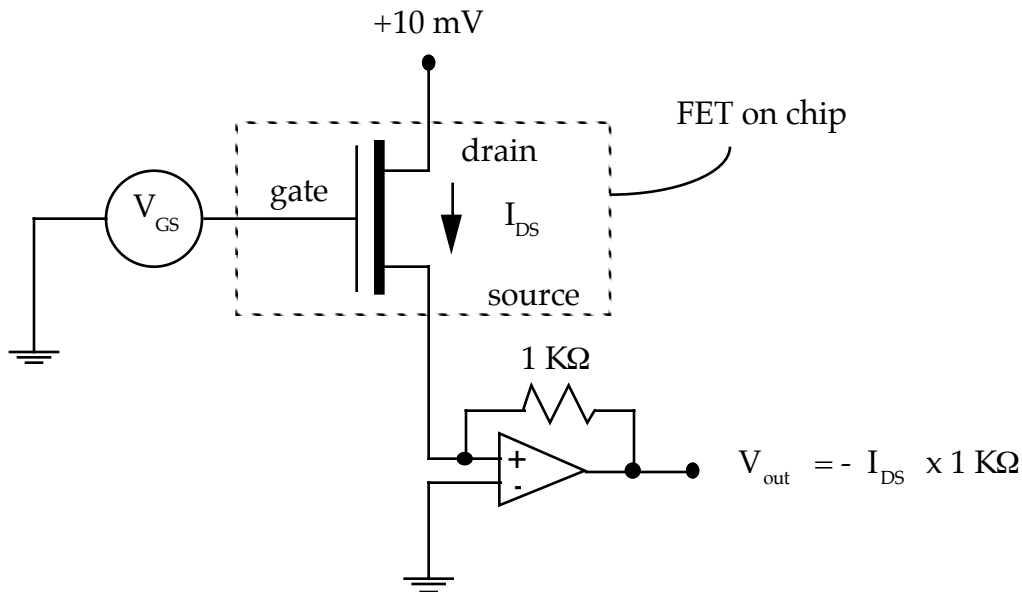 +10 mV
FET on chip
drain
gate
V_GS
I_DS
source
1 KΩ
+
-
V_out = - I_DS x 1 KΩ